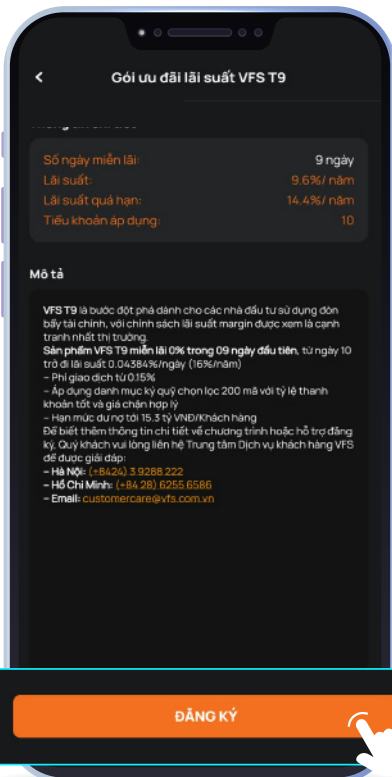 Gói ưu đãi lãi suất VFS T9
Số ngày miễn lãi: 9 ngày
Lãi suất: 9.6%/ năm
Lãi suất quá hạn: 14.4%/ năm
Tiểu khoản áp dụng: 10
Mô tả
VFS T9 là bước đột phá dành cho các nhà đầu tư sử dụng đòn
bẩy tài chính, với chính sách lãi suất margin được xem là cạnh
tranh nhất thị trường.
Sản phẩm VFS T9 miễn lãi 0% trong 09 ngày đầu tiên, từ ngày 10
trở đi lãi suất 0.04384%/ngày (16%/năm)
– Phí giao dịch từ 0.15%
– Áp dụng danh mục ký quỹ chọn lọc 200 mã với tỷ lệ thanh
khoản tốt và giá chặn hợp lý
– Hạn mức dư nợ tới 15.3 tỷ VNĐ/Khách hàng
Để biết thêm thông tin chi tiết về chương trình hoặc hỗ trợ đăng
ký, Quý khách vui lòng liên hệ Trung tâm Dịch vụ khách hàng VFS
để được giải đáp:
– Hà Nội: (+8424) 3.9288.222
– Hồ Chí Minh: (+84 28) 6255 6586
– Email: customercare@vfs.com.vn
ĐĂNG KÝ